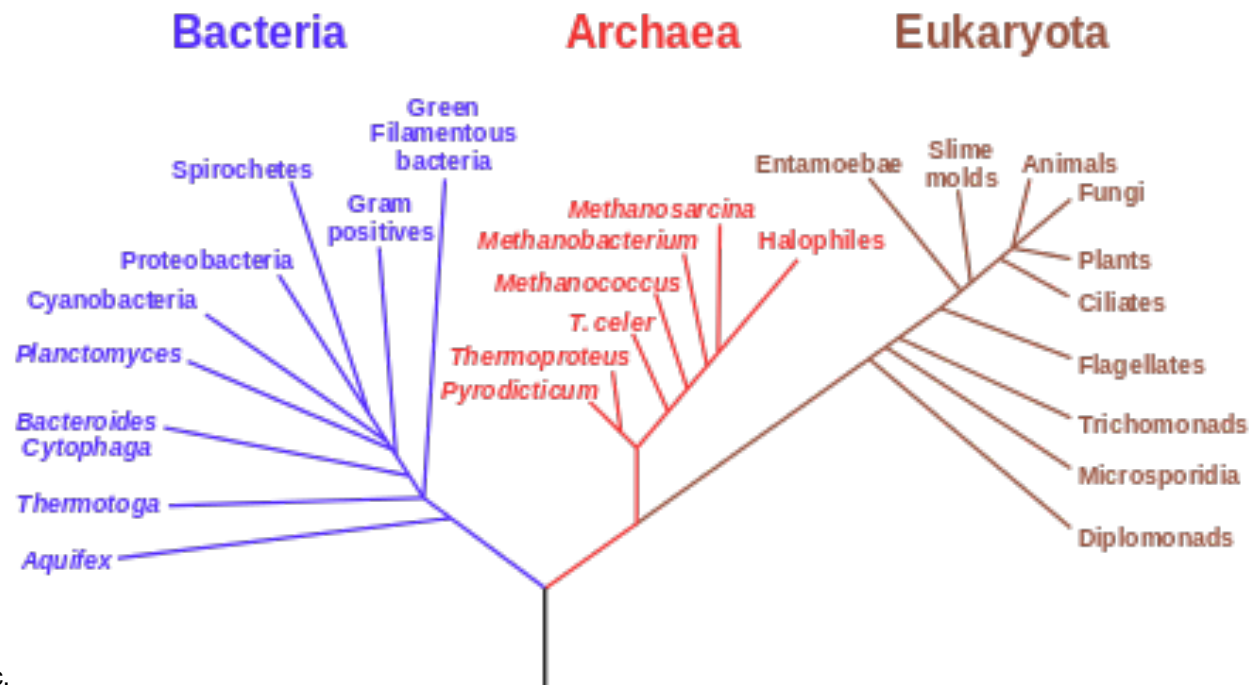 Bacteria
Archaea
Eukaryota
Green
Filamentous
bacteria
Spirochetes
Gram
positives
Proteobacteria
Cyanobacteria
Planctomyces
Bacteroides
Cytophaga
Thermotoga
Aquifex
Methanosarcina
Methanobacterium
Halophiles
Methanococcus
T. celer
Thermoproteus
Pyrodicticum
Entamoebae
Slime
molds
Animals
Fungi
Plants
Ciliates
Flagellates
Trichomonads
Microsporidia
Diplomonads